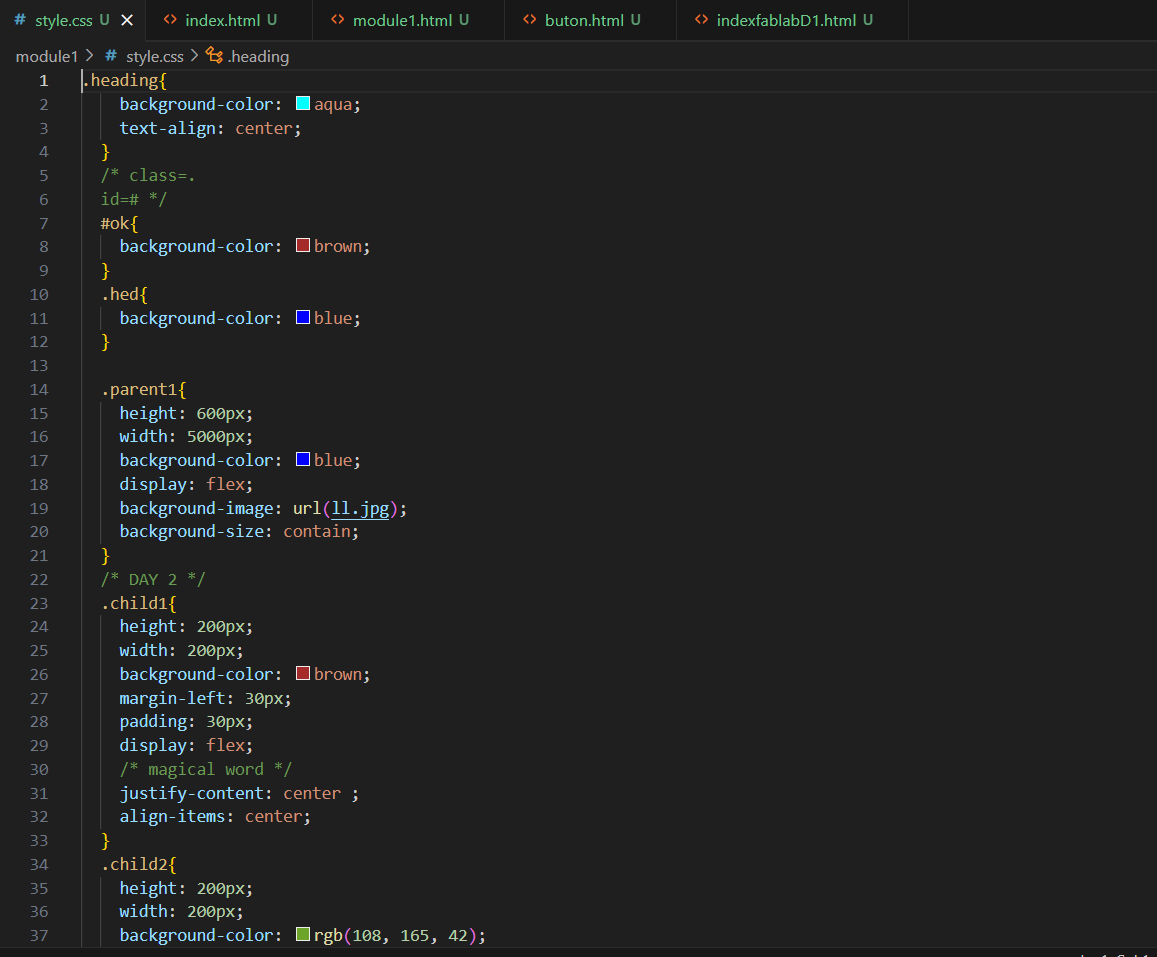 # style.css U ✕ <> index.html U <> module1.html U <> buton.html U <> indexfablabD1.html U
module1 > # style.css > .heading
1 .heading{
2 background-color: aqua;
3 text-align: center;
4 }
5 /* class=.
6 id=# */
7 #ok{
8 background-color: brown;
9 }
10 .hed{
11 background-color: blue;
12 }
13
14 .parent1{
15 height: 600px;
16 width: 5000px;
17 background-color: blue;
18 display: flex;
19 background-image: url(ll.jpg);
20 background-size: contain;
21 }
22 /* DAY 2 */
23 .child1{
24 height: 200px;
25 width: 200px;
26 background-color: brown;
27 margin-left: 30px;
28 padding: 30px;
29 display: flex;
30 /* magical word */
31 justify-content: center ;
32 align-items: center;
33 }
34 .child2{
35 height: 200px;
36 width: 200px;
37 background-color: rgb(108, 165, 42);